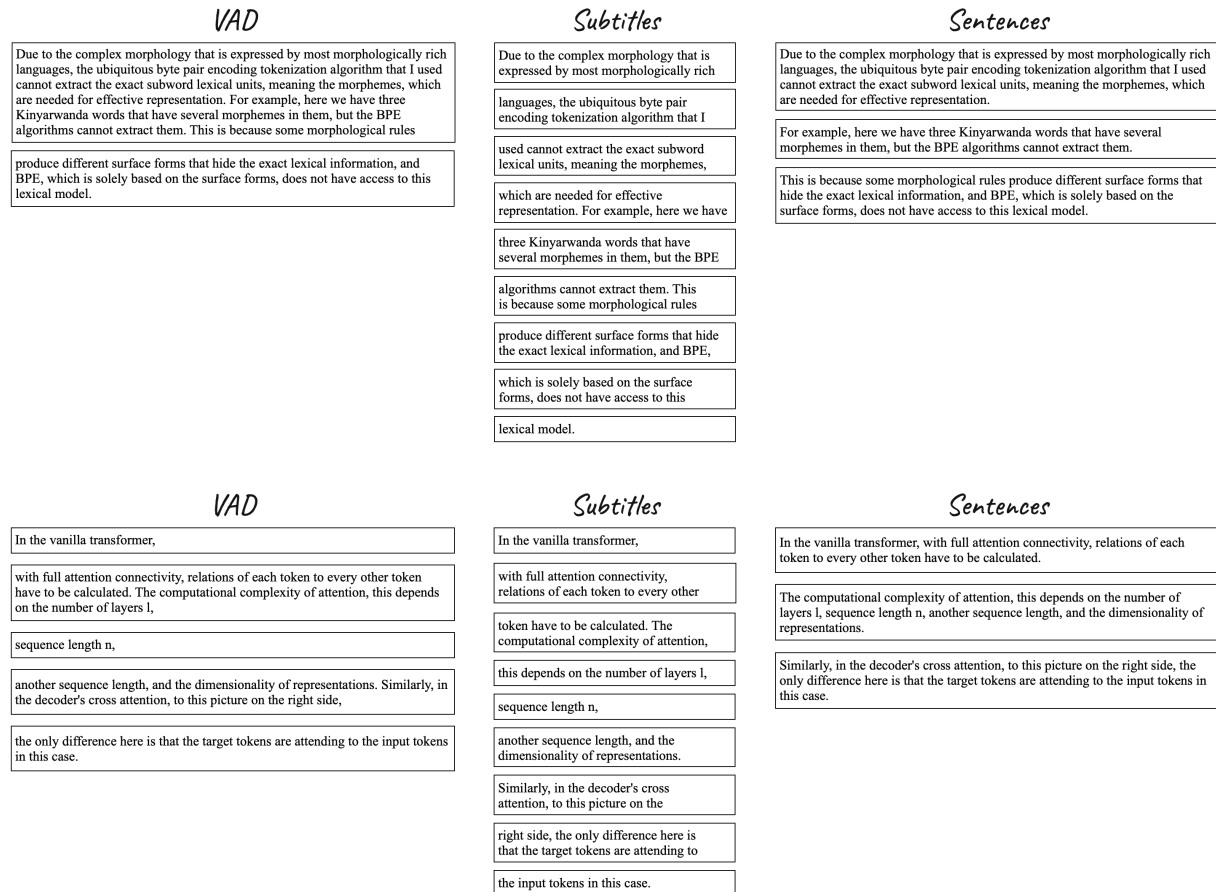 VAD
Due to the complex morphology that is expressed by most morphologically rich
languages, the ubiquitous byte pair encoding tokenization algorithm that I used
cannot extract the exact subword lexical units, meaning the morphemes, which
are needed for effective representation. For example, here we have three
Kinyarwanda words that have several morphemes in them, but the BPE
algorithms cannot extract them. This is because some morphological rules
produce different surface forms that hide the exact lexical information, and
BPE, which is solely based on the surface forms, does not have access to this
lexical model.
Subtitles
Due to the complex morphology that is
expressed by most morphologically rich
languages, the ubiquitous byte pair
encoding tokenization algorithm that I
used cannot extract the exact subword
lexical units, meaning the morphemes,
which are needed for effective
representation. For example, here we have
three Kinyarwanda words that have
several morphemes in them, but the BPE
algorithms cannot extract them. This
is because some morphological rules
produce different surface forms that hide
the exact lexical information, and BPE,
which is solely based on the surface
forms, does not have access to this
lexical model.
Sentences
Due to the complex morphology that is expressed by most morphologically rich
languages, the ubiquitous byte pair encoding tokenization algorithm that I used
cannot extract the exact subword lexical units, meaning the morphemes, which
are needed for effective representation.
For example, here we have three Kinyarwanda words that have several
morphemes in them, but the BPE algorithms cannot extract them.
This is because some morphological rules produce different surface forms that
hide the exact lexical information, and BPE, which is solely based on the
surface forms, does not have access to this lexical model.
VAD
In the vanilla transformer,
with full attention connectivity, relations of each token to every other token
have to be calculated. The computational complexity of attention, this depends
on the number of layers l,
sequence length n,
another sequence length, and the dimensionality of representations. Similarly, in
the decoder's cross attention, to this picture on the right side,
the only difference here is that the target tokens are attending to the input tokens
in this case.
Subtitles
In the vanilla transformer,
with full attention connectivity,
relations of each token to every other
token have to be calculated. The
computational complexity of attention,
this depends on the number of layers l,
sequence length n,
another sequence length, and the
dimensionality of representations.
Similarly, in the decoder's cross
attention, to this picture on the
right side, the only difference here is
that the target tokens are attending to
the input tokens in this case.
Sentences
In the vanilla transformer, with full attention connectivity, relations of each
token to every other token have to be calculated.
The computational complexity of attention, this depends on the number of
layers l, sequence length n, another sequence length, and the dimensionality of
representations.
Similarly, in the decoder's cross attention, to this picture on the right side, the
only difference here is that the target tokens are attending to the input tokens in
this case.